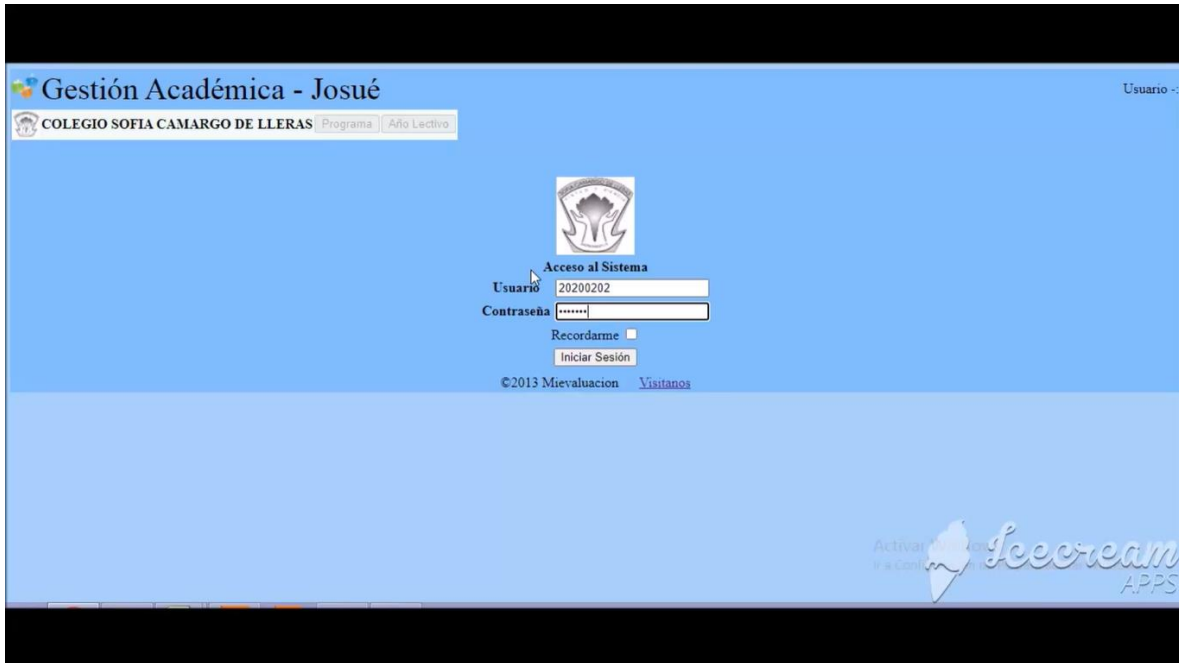 Gestión Académica - Josué
Usuario -:
COLEGIO SOFIA CAMARGO DE LLERAS Programa Año Lectivo
Acceso al Sistema
Usuario 20200202
Contraseña •••••••
Recordarme
Iniciar Sesión
©2013 Mievaluacion Visitanos
Activar
Icecream
APPS